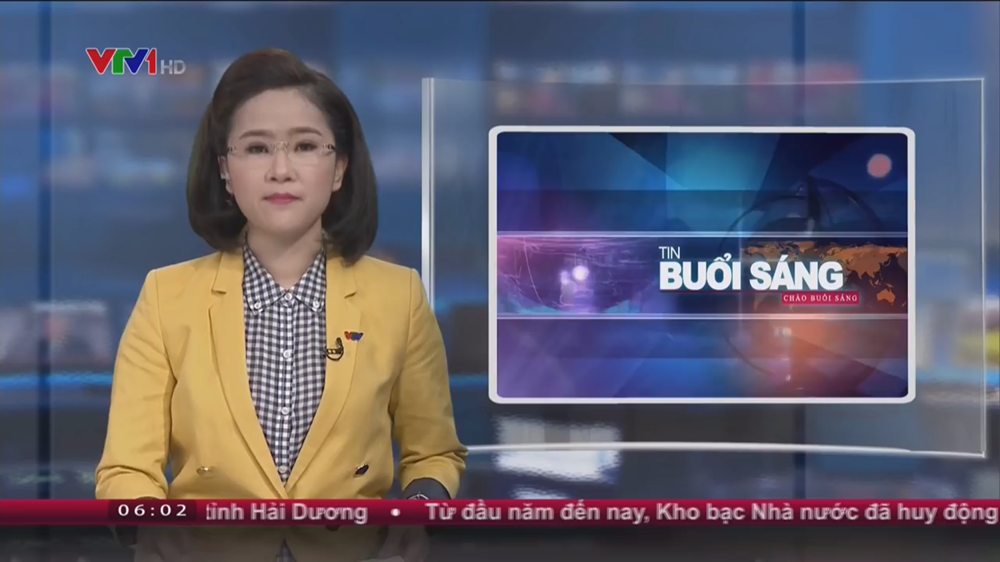 VTV1 HD
TIN
BUỔI SÁNG
CHÀO BUỔI SÁNG
VTV
06:02 tỉnh Hải Dương • Từ đầu năm đến nay, Kho bạc Nhà nước đã huy động